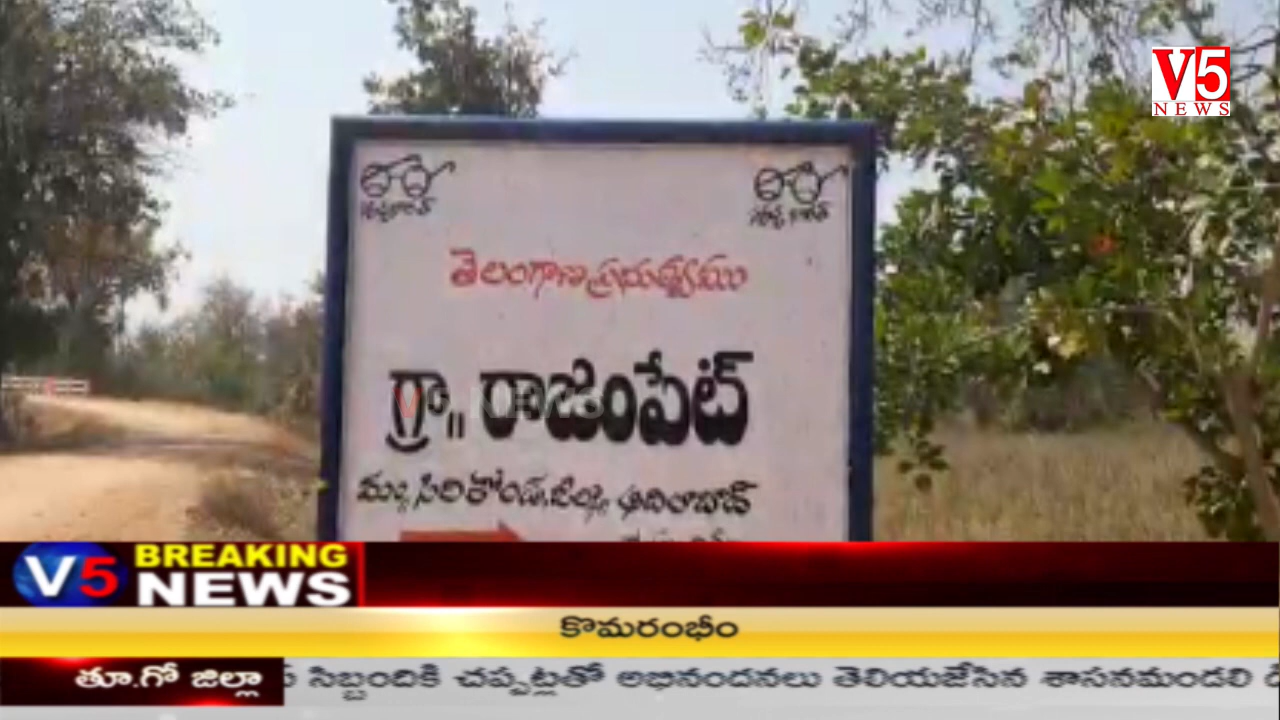 V5
NEWS
తెలంగాణ ప్రభుత్వము
గ్రా॥ రాజంపేట్
మం, సిరికొండ, జిల్లా ఆదిలాబాద్
V5 BREAKING
NEWS
కొమరంభీం
తూ.గో జిల్లా
సిబ్బందికి చప్పట్లతో అభినందనలు తెలియజేసిన శాసనమండలి